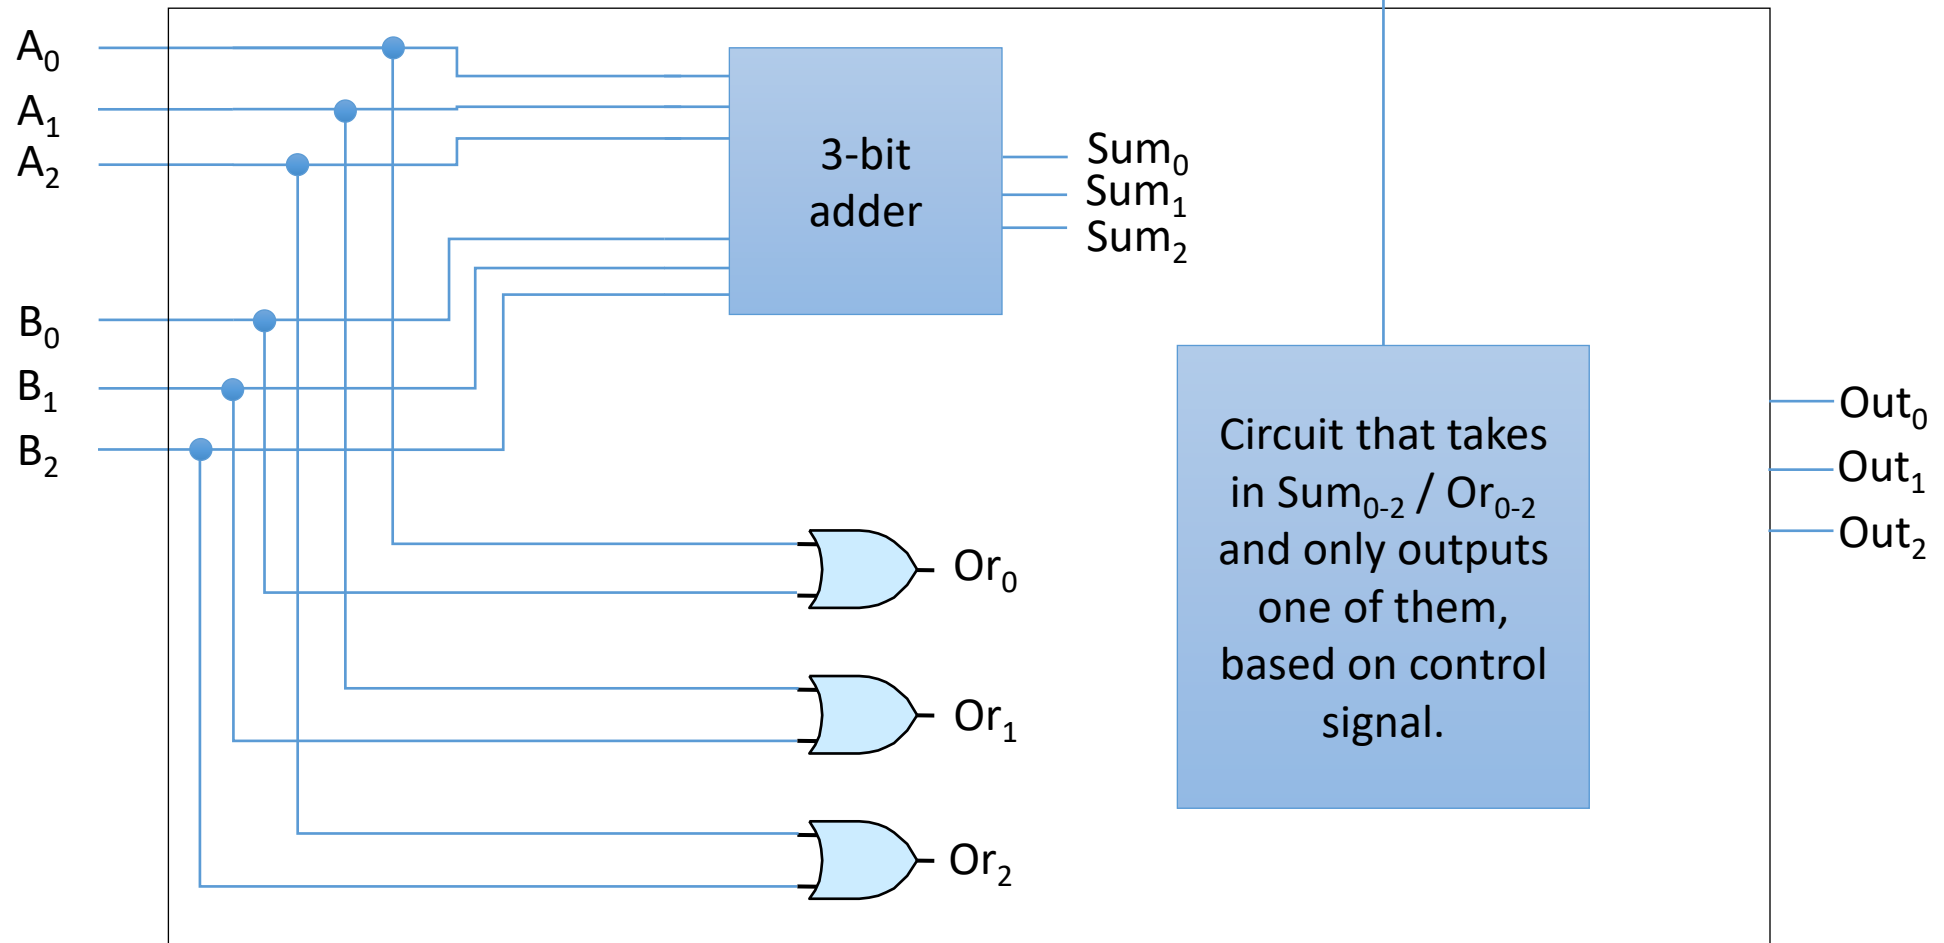 A₀
A₁
A₂
B₀
B₁
B₂
3-bit
adder
Sum₀
Sum₁
Sum₂
Or₀
Or₁
Or₂
Circuit that takes
in Sum₀₋₂ / Or₀₋₂
and only outputs
one of them,
based on control
signal.
Out₀
Out₁
Out₂